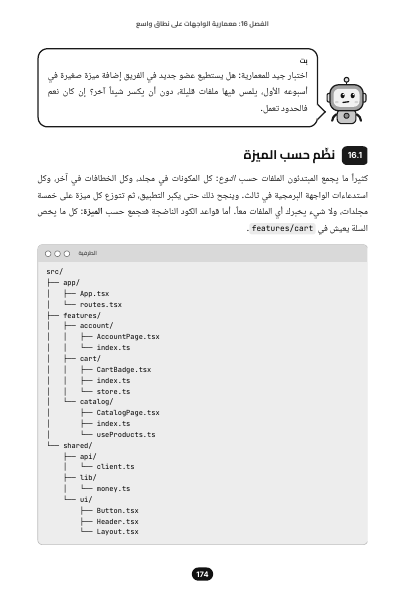 الفصل 16: معمارية الواجهات على نطاق واسع
بِت
اختبار جيد للمعمارية: هل يستطيع عضو جديد في الفريق إضافة ميزة صغيرة في
أسبوعه الأول، يلمس فيها ملفات قليلة، دون أن يكسر شيئاً آخر؟ إن كان نعم
فالحدود تعمل.
16.1 نظّم حسب الميزة
كثيراً ما يجمع المبتدئون الملفات حسب النوع: كل المكونات في مجلد، وكل الخطافات في آخر، وكل
استدعاءات الواجهة البرمجية في ثالث. وينجح ذلك حتى يكبر التطبيق، ثم تتوزع كل ميزة على خمسة
مجلدات، ولا شيء يخبرك أي الملفات معاً. أما قواعد الكود الناضجة فتجمع حسب الميزة: كل ما يخص
السلة يعيش في features/cart.
الطرفية
src/
├── app/
│   ├── App.tsx
│   └── routes.tsx
├── features/
│   ├── account/
│   │   ├── AccountPage.tsx
│   │   └── index.ts
│   ├── cart/
│   │   ├── CartBadge.tsx
│   │   ├── index.ts
│   │   └── store.ts
│   └── catalog/
│       ├── CatalogPage.tsx
│       ├── index.ts
│       └── useProducts.ts
└── shared/
    ├── api/
    │   └── client.ts
    ├── lib/
    │   └── money.ts
    └── ui/
        ├── Button.tsx
        ├── Header.tsx
        └── Layout.tsx
174